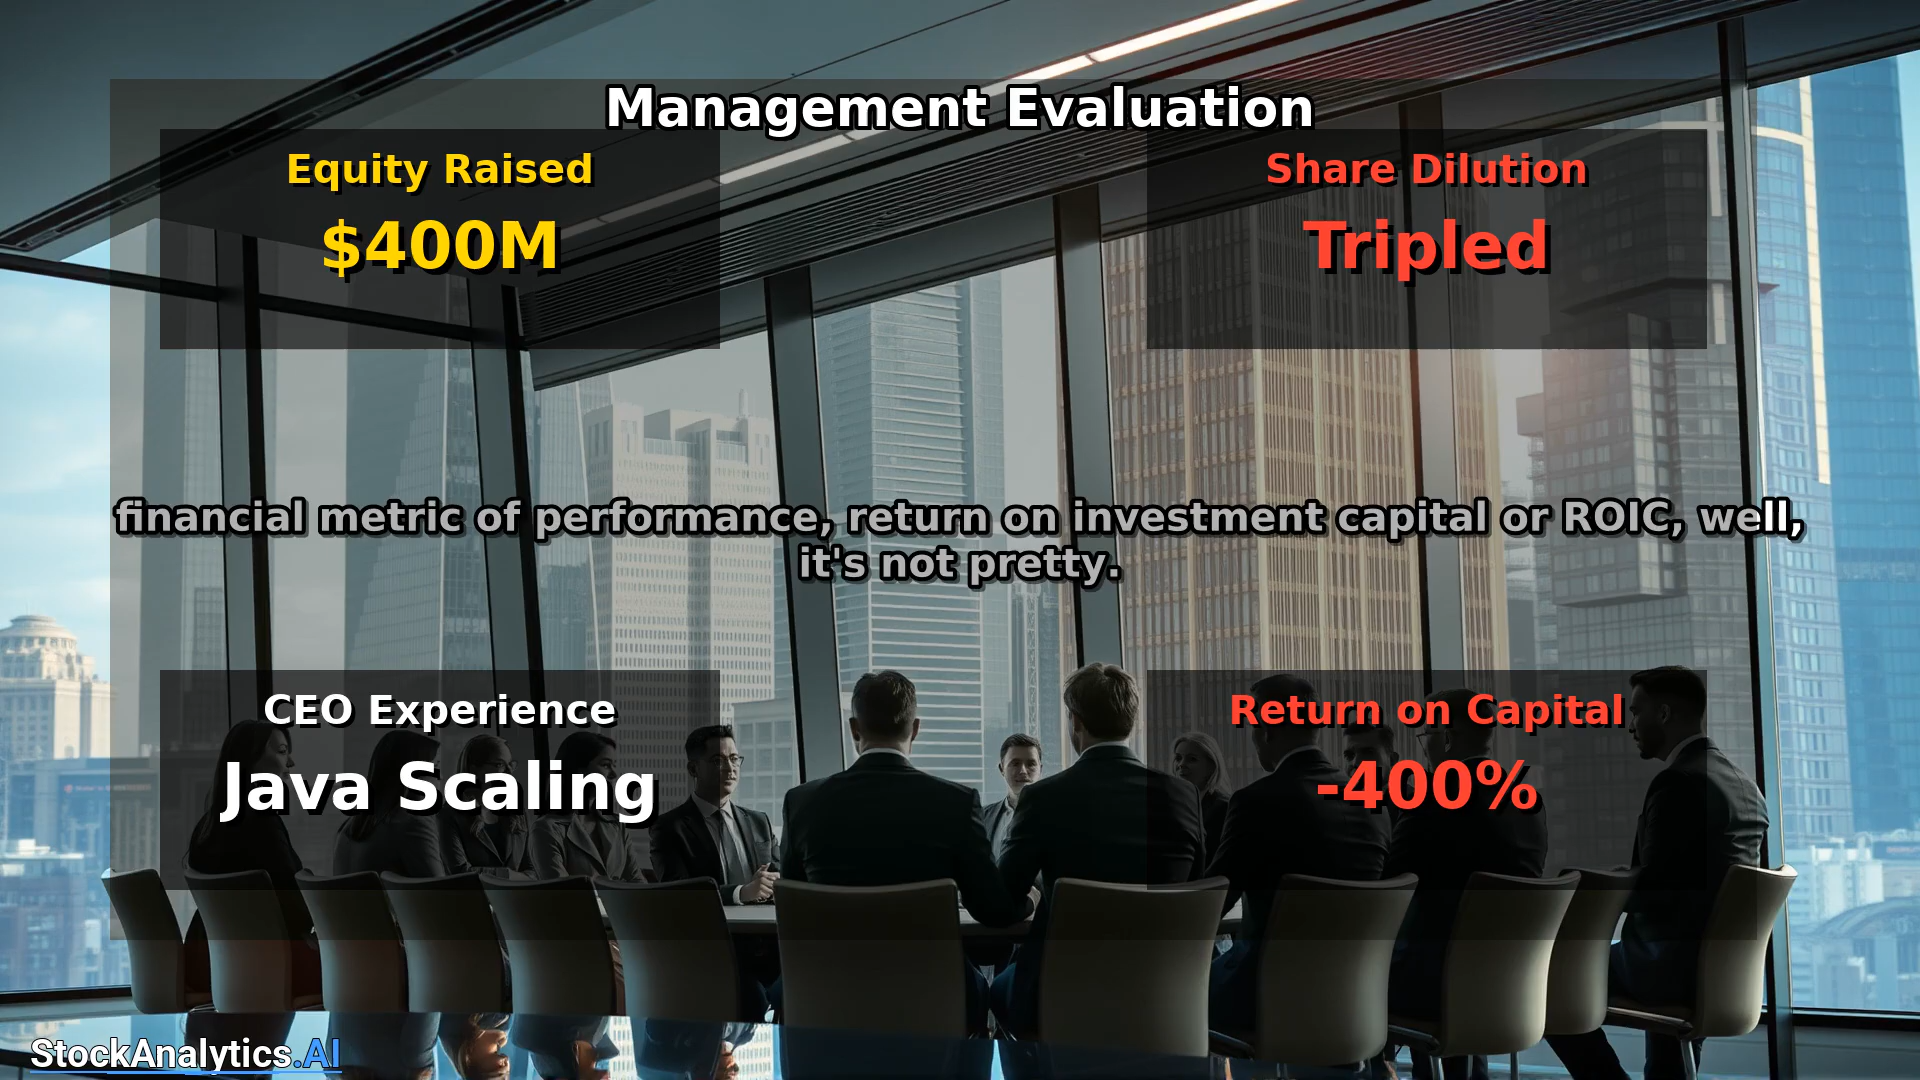 Management Evaluation
Equity Raised
$400M
Share Dilution
Tripled
financial metric of performance, return on investment capital or ROIC, well,
it's not pretty.
CEO Experience
Java Scaling
Return on Capital
-400%
StockAnalytics.AI